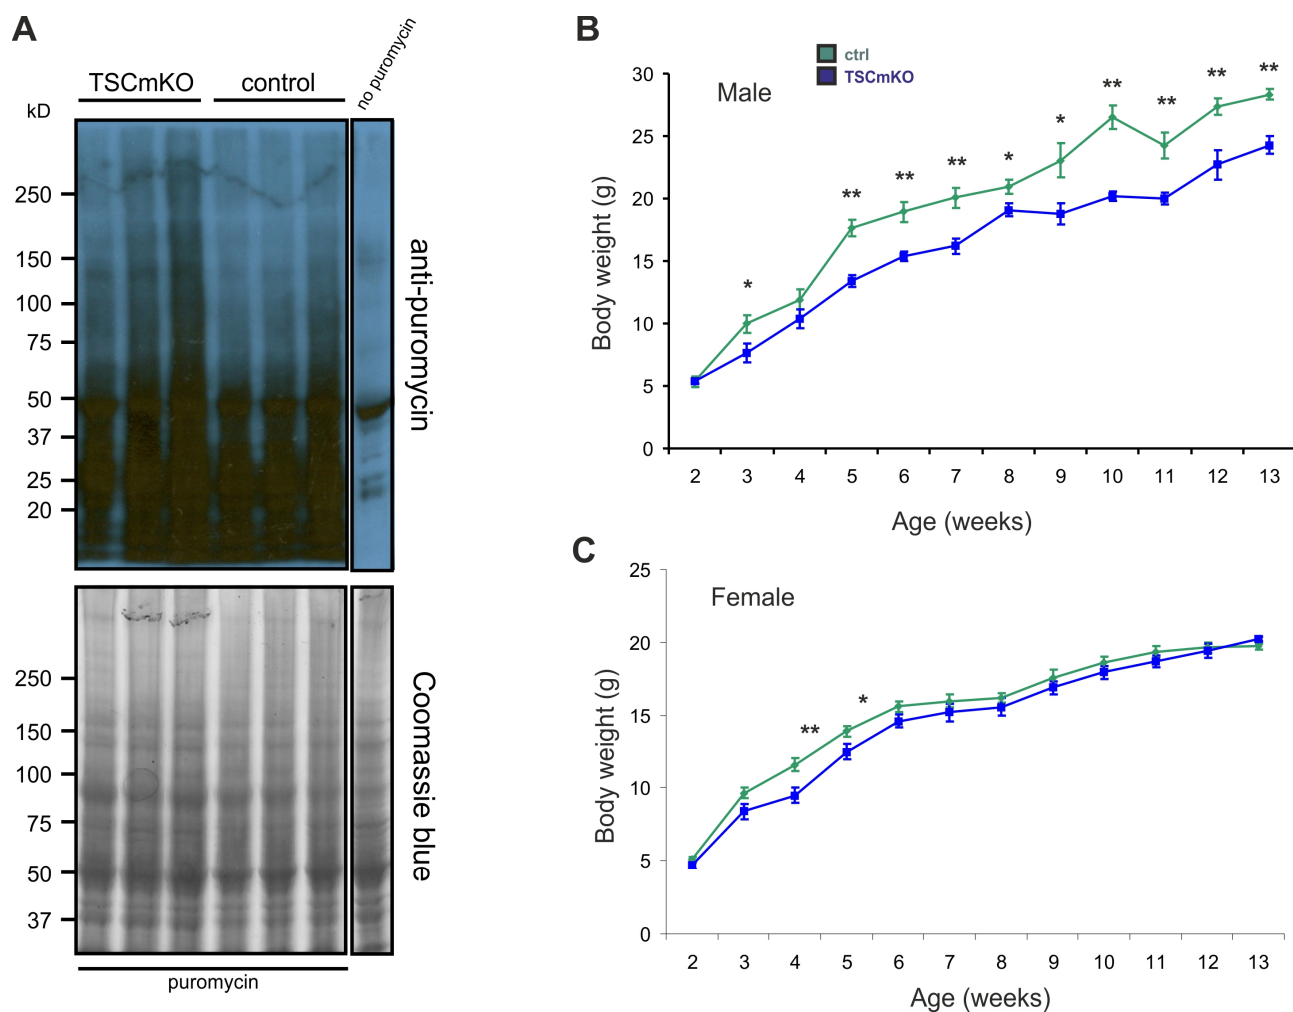 A
TSCmKO
control
no puromycin
kD
250
150
100
75
50
37
25
20
anti-puromycin
250
150
100
75
50
37
Coomassie blue
puromycin
B
ctrl
TSCmKO
Male
Body weight (g)
30
25
20
15
10
5
0
*
**
**
**
*
*
**
**
**
**
2 3 4 5 6 7 8 9 10 11 12 13
Age (weeks)
C
Female
Body weight (g)
25
20
15
10
5
0
**
*
2 3 4 5 6 7 8 9 10 11 12 13
Age (weeks)